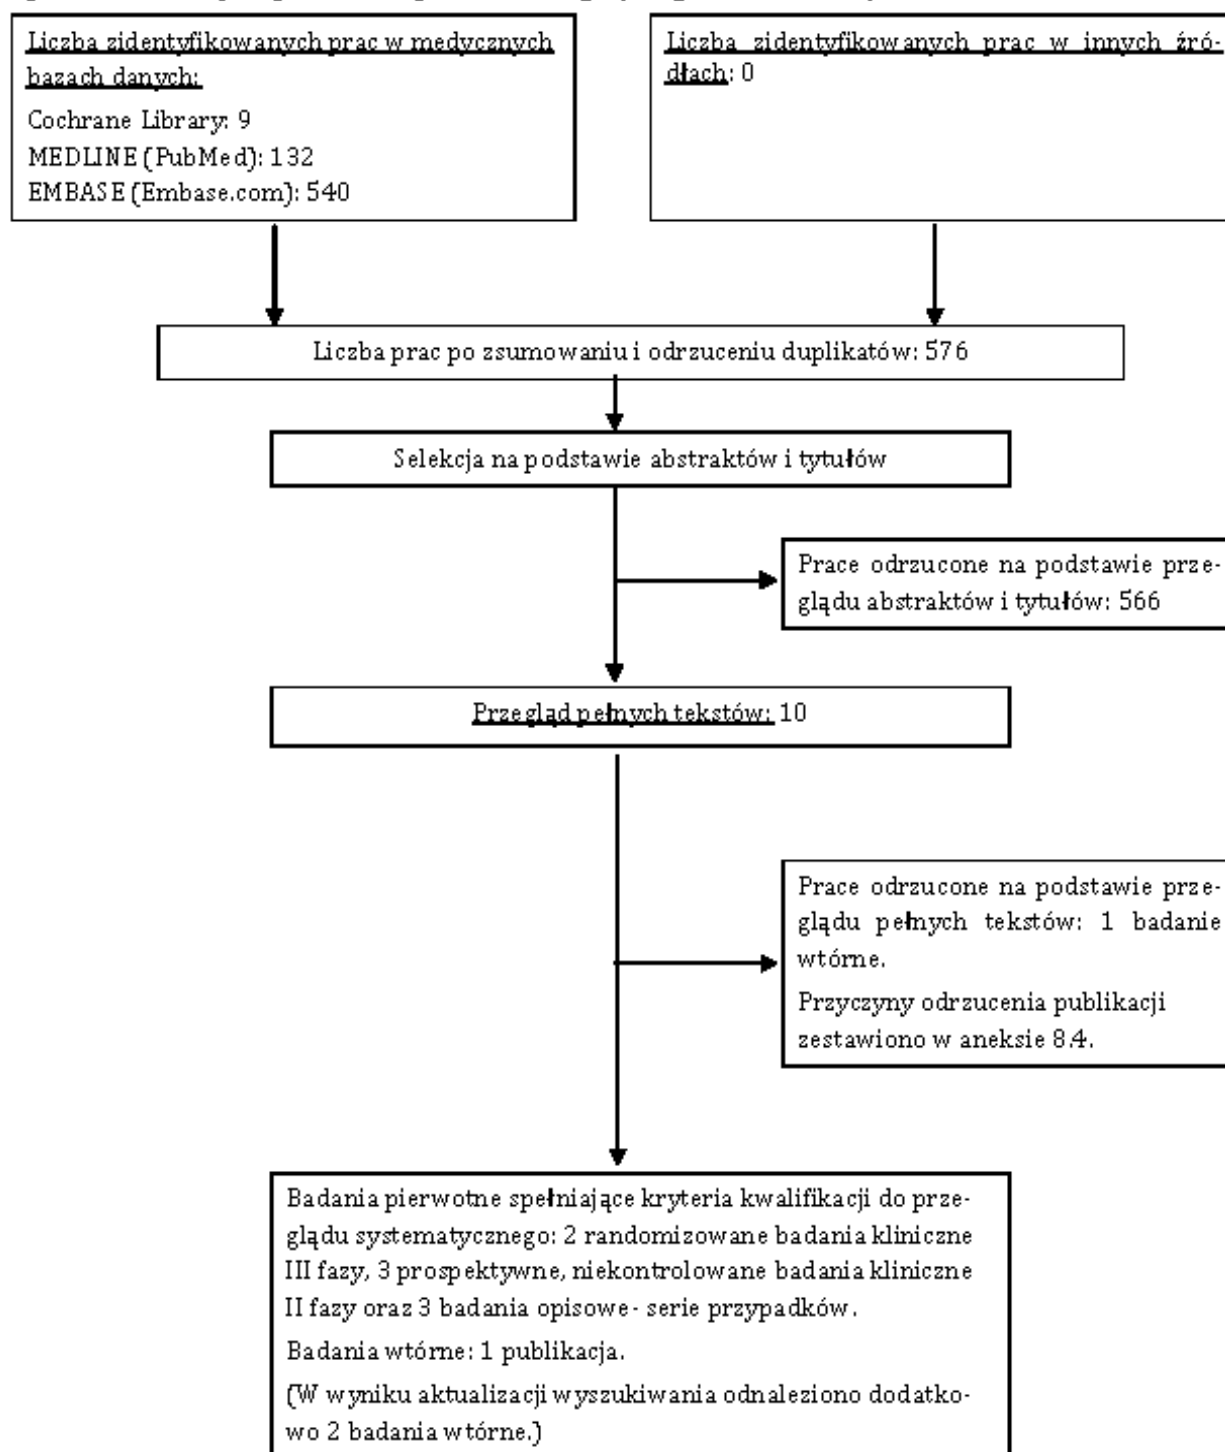 Liczba zidentyfikowanych prac w medycznych
bazach danych:
Cochrane Library: 9
MEDLINE (PubMed): 132
EMBASE (Embase.com): 540
Liczba zidentyfikowanych prac w innych źró-
dłach: 0
Liczba prac po zsumowaniu i odrzuceniu duplikatów: 576
Selekcja na podstawie abstraktów i tytułów
Prace odrzucone na podstawie prze-
glądu abstraktów i tytułów: 566
Przegląd pełnych tekstów: 10
Prace odrzucone na podstawie prze-
glądu pełnych tekstów: 1 badanie
wtórne.
Przyczyny odrzucenia publikacji
zestawiono w aneksie 8.4.
Badania pierwotne spełniające kryteria kwalifikacji do prze-
glądu systematycznego: 2 randomizowane badania kliniczne
III fazy, 3 prospektywne, niekontrolowane badania kliniczne
II fazy oraz 3 badania opisowe- serie przypadków.
Badania wtórne: 1 publikacja.
(W wyniku aktualizacji wyszukiwania odnaleziono dodatko-
wo 2 badania wtórne.)